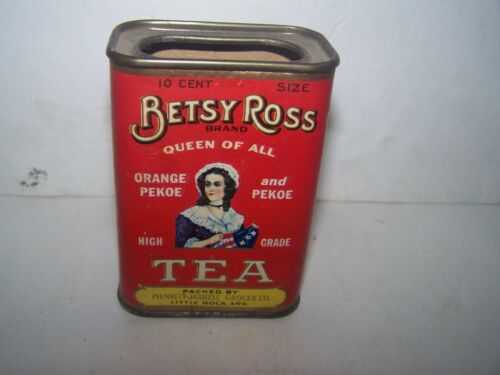 10 CENT SIZE
BETSY ROSS
BRAND
QUEEN OF ALL
ORANGE and
PEKOE PEKOE
HIGH GRADE
TEA
PACKED BY
PLUNKETT-JARRELL GROCER CO.
LITTLE ROCK, ARK.